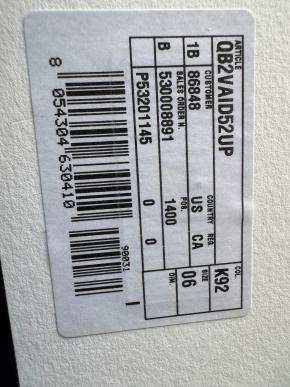 ARTICLE COL.
QB2VAID52UP K92
CUSTOMER COUNTRY REG. SIZE
1B 86848 US CA 06
SALES ORDER N. POS. DIM.
B 530008891 1400
P53201145 0 0
90031
8 054304 630410